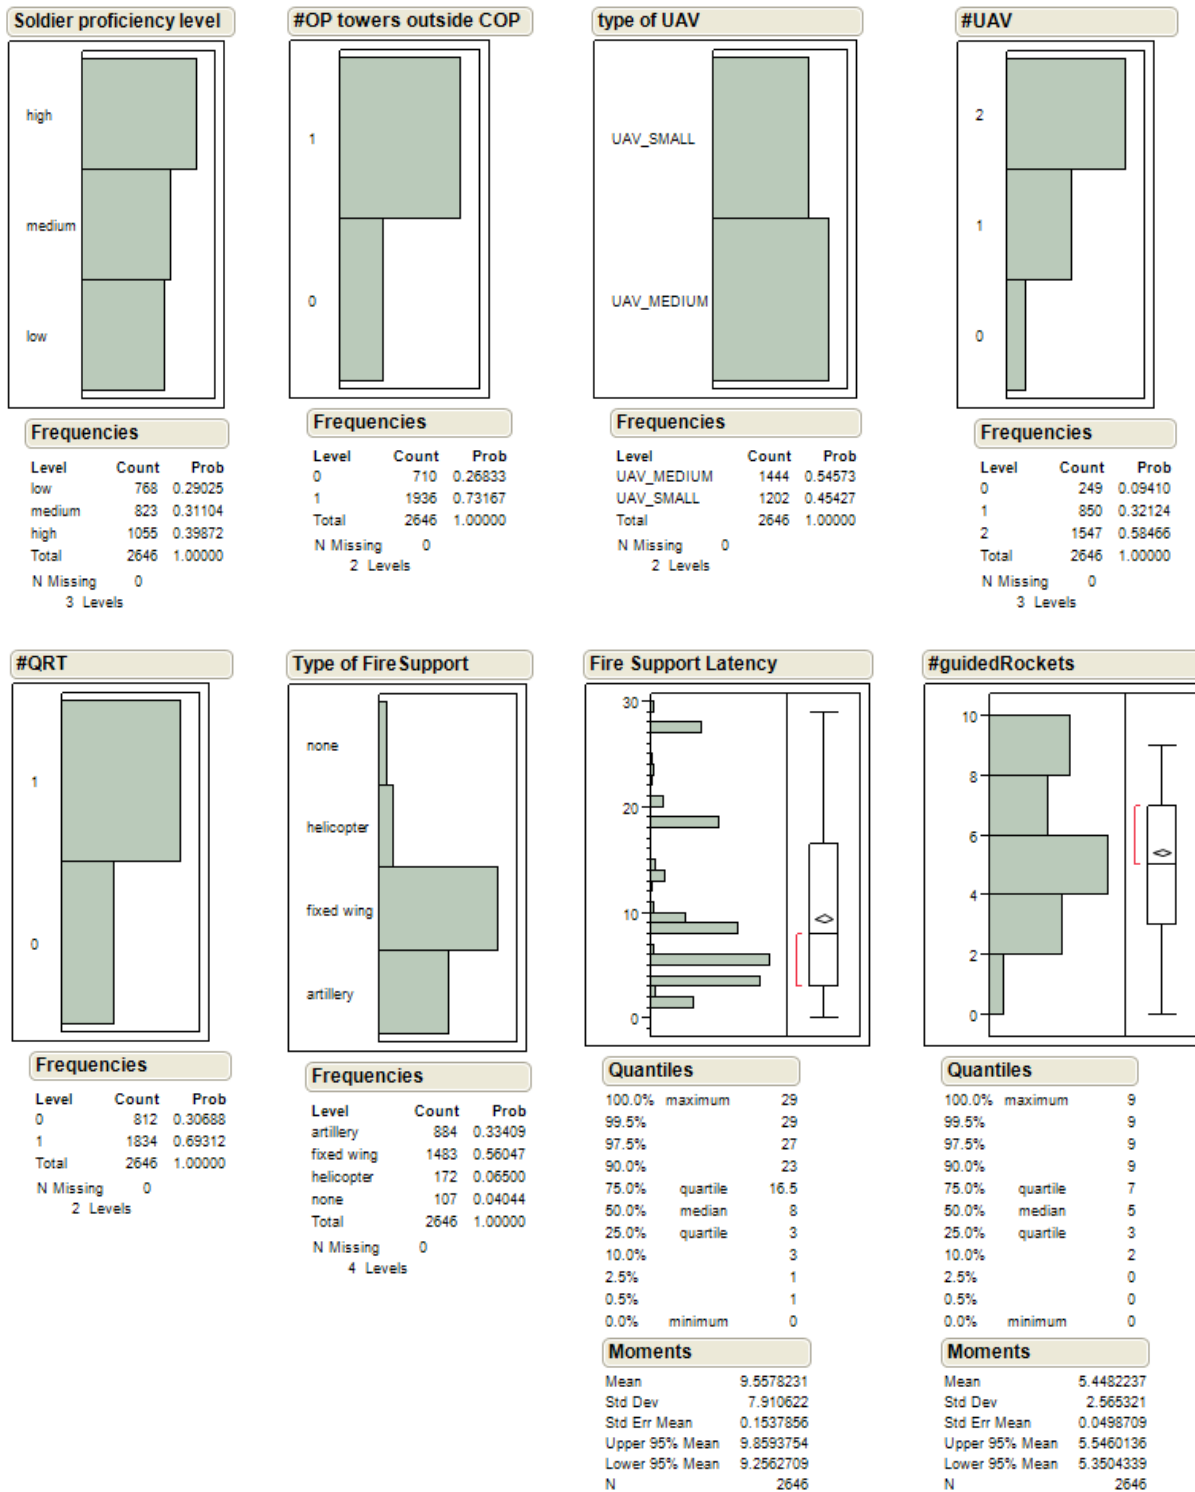 Soldier proficiency level
high
medium
low
Frequencies
Level Count Prob
low 768 0.29025
medium 823 0.31104
high 1055 0.39872
Total 2646 1.00000
N Missing 0
3 Levels
#OP towers outside COP
1
0
Frequencies
Level Count Prob
0 710 0.26833
1 1936 0.73167
Total 2646 1.00000
N Missing 0
2 Levels
type of UAV
UAV_SMALL
UAV_MEDIUM
Frequencies
Level Count Prob
UAV_MEDIUM 1444 0.54573
UAV_SMALL 1202 0.45427
Total 2646 1.00000
N Missing 0
2 Levels
#UAV
2
1
0
Frequencies
Level Count Prob
0 249 0.09410
1 850 0.32124
2 1547 0.58466
Total 2646 1.00000
N Missing 0
3 Levels
#QRT
1
0
Frequencies
Level Count Prob
0 812 0.30688
1 1834 0.69312
Total 2646 1.00000
N Missing 0
2 Levels
Type of FireSupport
none
helicopter
fixed wing
artillery
Frequencies
Level Count Prob
artillery 884 0.33409
fixed wing 1483 0.56047
helicopter 172 0.06500
none 107 0.04044
Total 2646 1.00000
N Missing 0
4 Levels
Fire Support Latency
30
20
10
0
Quantiles
100.0% maximum 29
99.5% 29
97.5% 27
90.0% 23
75.0% quartile 16.5
50.0% median 8
25.0% quartile 3
10.0% 3
2.5% 1
0.5% 1
0.0% minimum 0
Moments
Mean 9.5578231
Std Dev 7.910622
Std Err Mean 0.1537856
Upper 95% Mean 9.8593754
Lower 95% Mean 9.2562709
N 2646
#guidedRockets
10
8
6
4
2
0
Quantiles
100.0% maximum 9
99.5% 9
97.5% 9
90.0% 9
75.0% quartile 7
50.0% median 5
25.0% quartile 3
10.0% 2
2.5% 0
0.5% 0
0.0% minimum 0
Moments
Mean 5.4482237
Std Dev 2.565321
Std Err Mean 0.0498709
Upper 95% Mean 5.5460136
Lower 95% Mean 5.3504339
N 2646